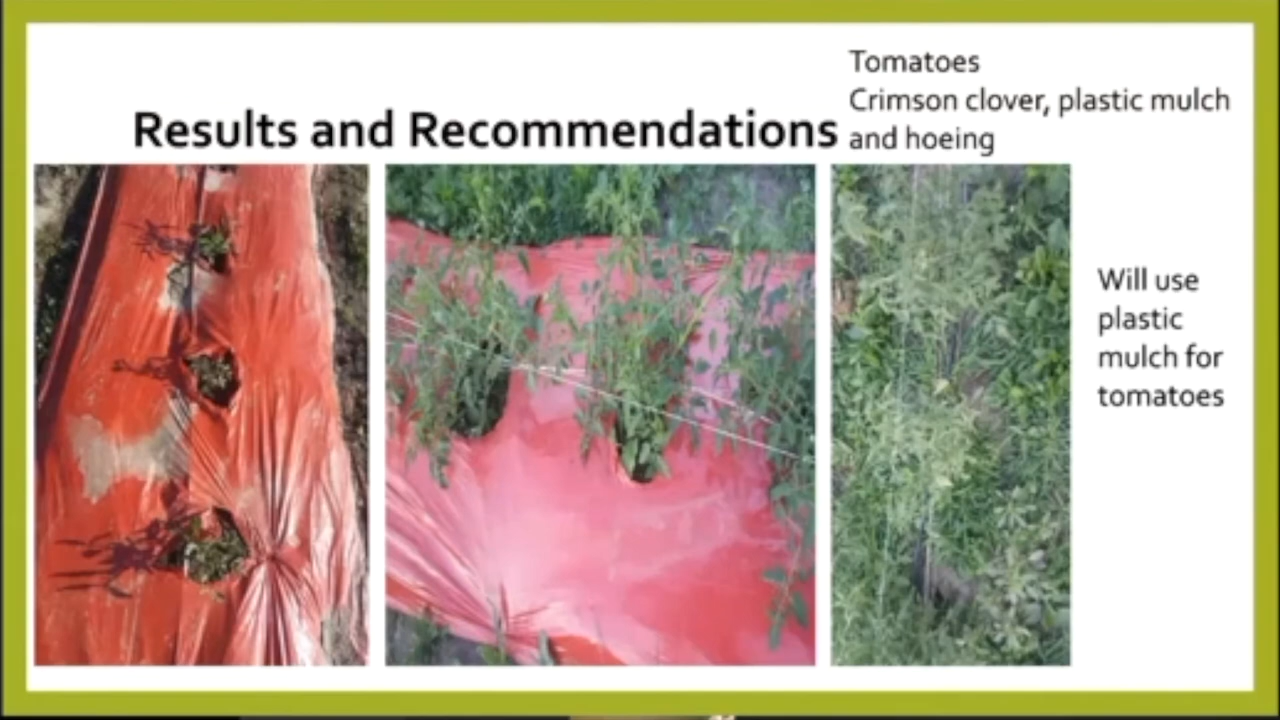 Results and Recommendations
Tomatoes
Crimson clover, plastic mulch
and hoeing
Will use
plastic
mulch for
tomatoes